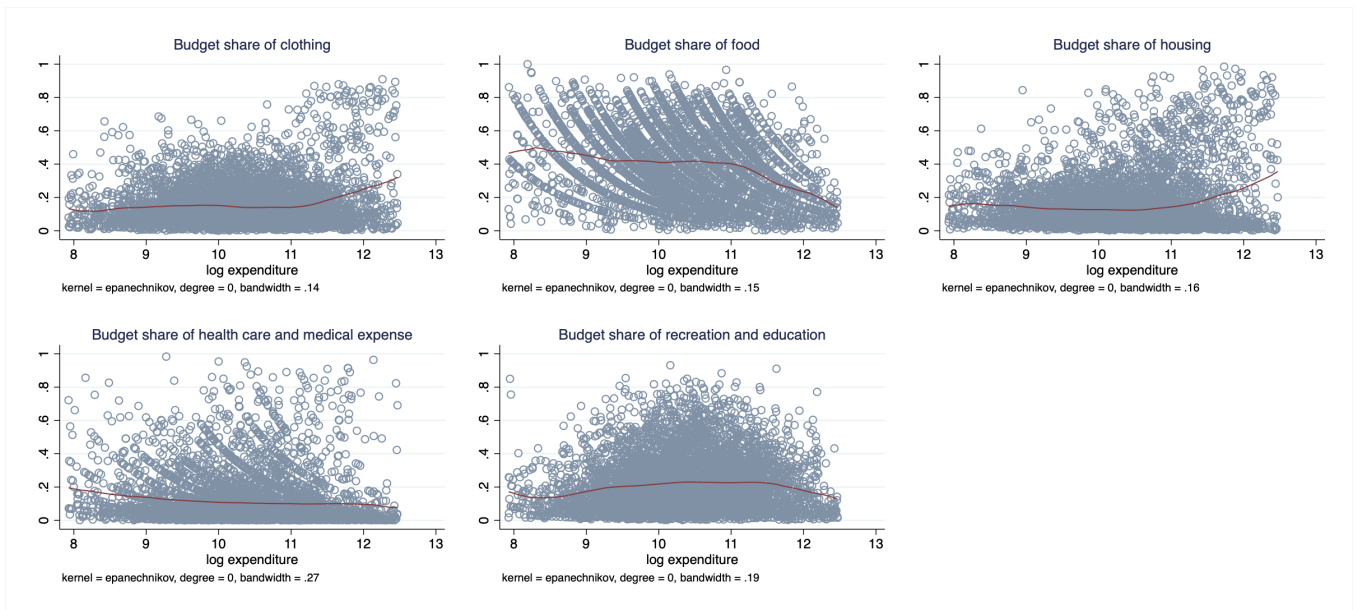 Budget share of clothing
1
.8
.6
.4
.2
0
8 9 10 11 12 13
log expenditure
kernel = epanechnikov, degree = 0, bandwidth = .14
Budget share of food
1
.8
.6
.4
.2
0
8 9 10 11 12 13
log expenditure
kernel = epanechnikov, degree = 0, bandwidth = .15
Budget share of housing
1
.8
.6
.4
.2
0
8 9 10 11 12 13
log expenditure
kernel = epanechnikov, degree = 0, bandwidth = .16
Budget share of health care and medical expense
1
.8
.6
.4
.2
0
8 9 10 11 12 13
log expenditure
kernel = epanechnikov, degree = 0, bandwidth = .27
Budget share of recreation and education
1
.8
.6
.4
.2
0
8 9 10 11 12 13
log expenditure
kernel = epanechnikov, degree = 0, bandwidth = .19